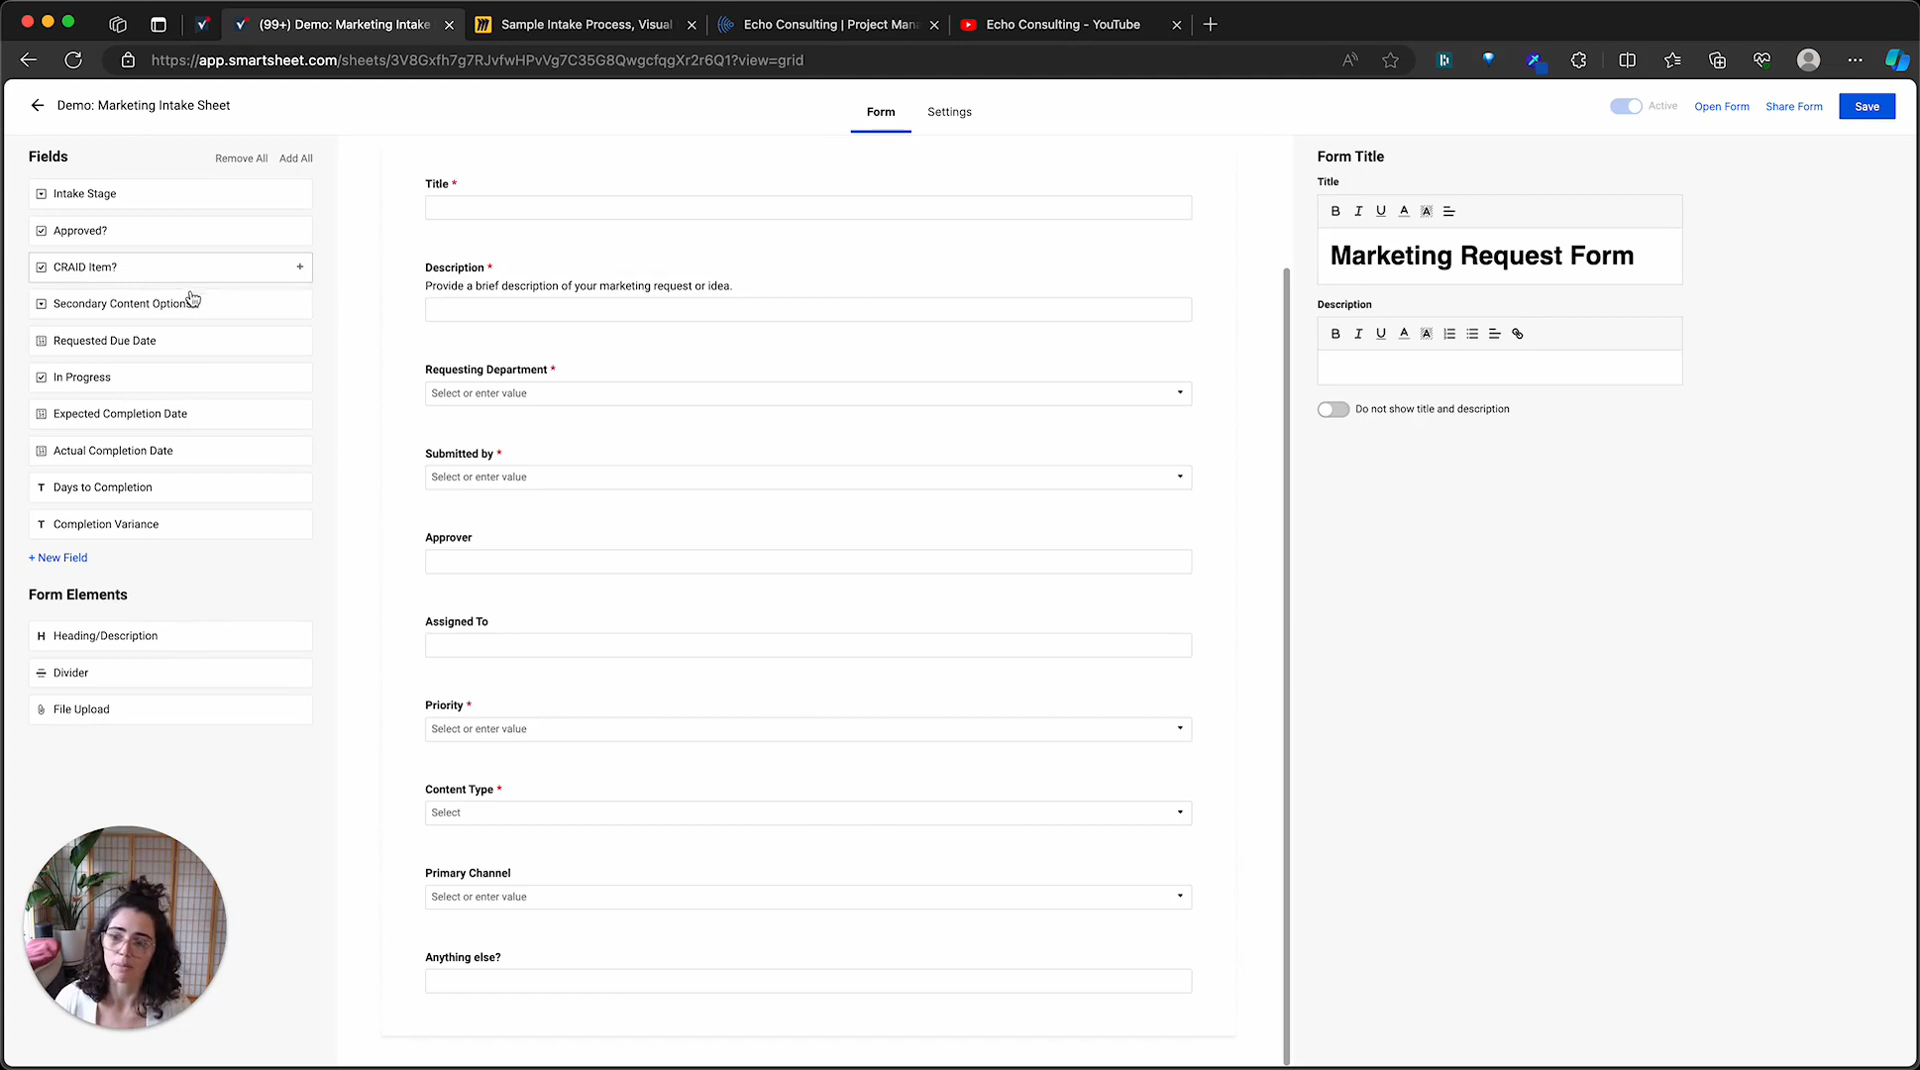 (99+) Demo: Marketing Intake
Sample Intake Process, Visual
Echo Consulting | Project Mana
Echo Consulting - YouTube
https://app.smartsheet.com/sheets/3V8Gxfh7g7RJvfwHPvVg7C35G8QwgcfqgXr2r6Q1?view=grid
Demo: Marketing Intake Sheet
Form
Settings
Active
Open Form
Share Form
Save
Fields
Remove All
Add All
Intake Stage
Approved?
CRAID Item?
Secondary Content Options
Requested Due Date
In Progress
Expected Completion Date
Actual Completion Date
T Days to Completion
T Completion Variance
+ New Field
Form Elements
H Heading/Description
Divider
File Upload
Title *
Description *
Provide a brief description of your marketing request or idea.
Requesting Department *
Select or enter value
Submitted by *
Select or enter value
Approver
Assigned To
Priority *
Select or enter value
Content Type *
Select
Primary Channel
Select or enter value
Anything else?
Form Title
Title
B I U A A
Marketing Request Form
Description
B I U A A
Do not show title and description